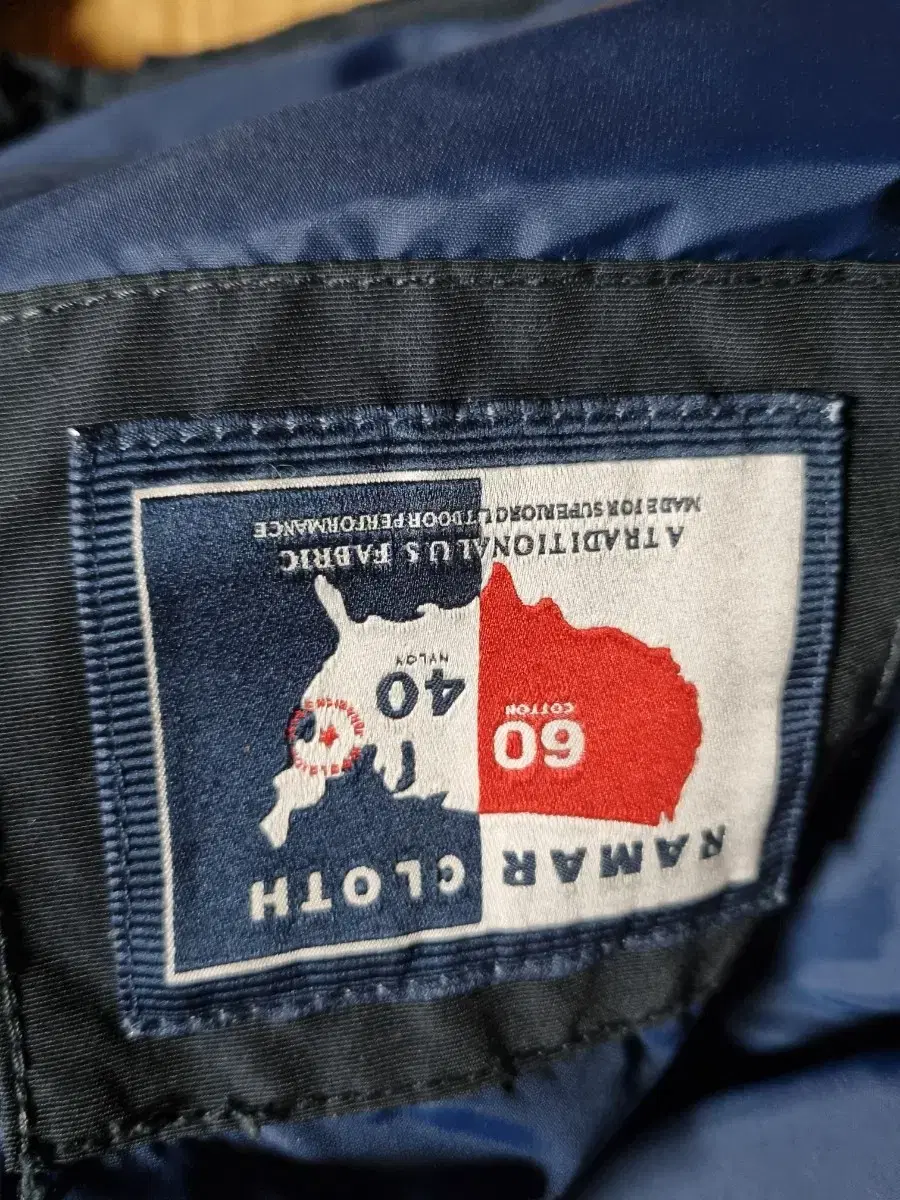 RAMAR CLOTH
60
COTTON
40
NYLON
A TRADITIONAL U S FABRIC
MADE FOR SUPERIOR OUTDOOR PERFORMANCE